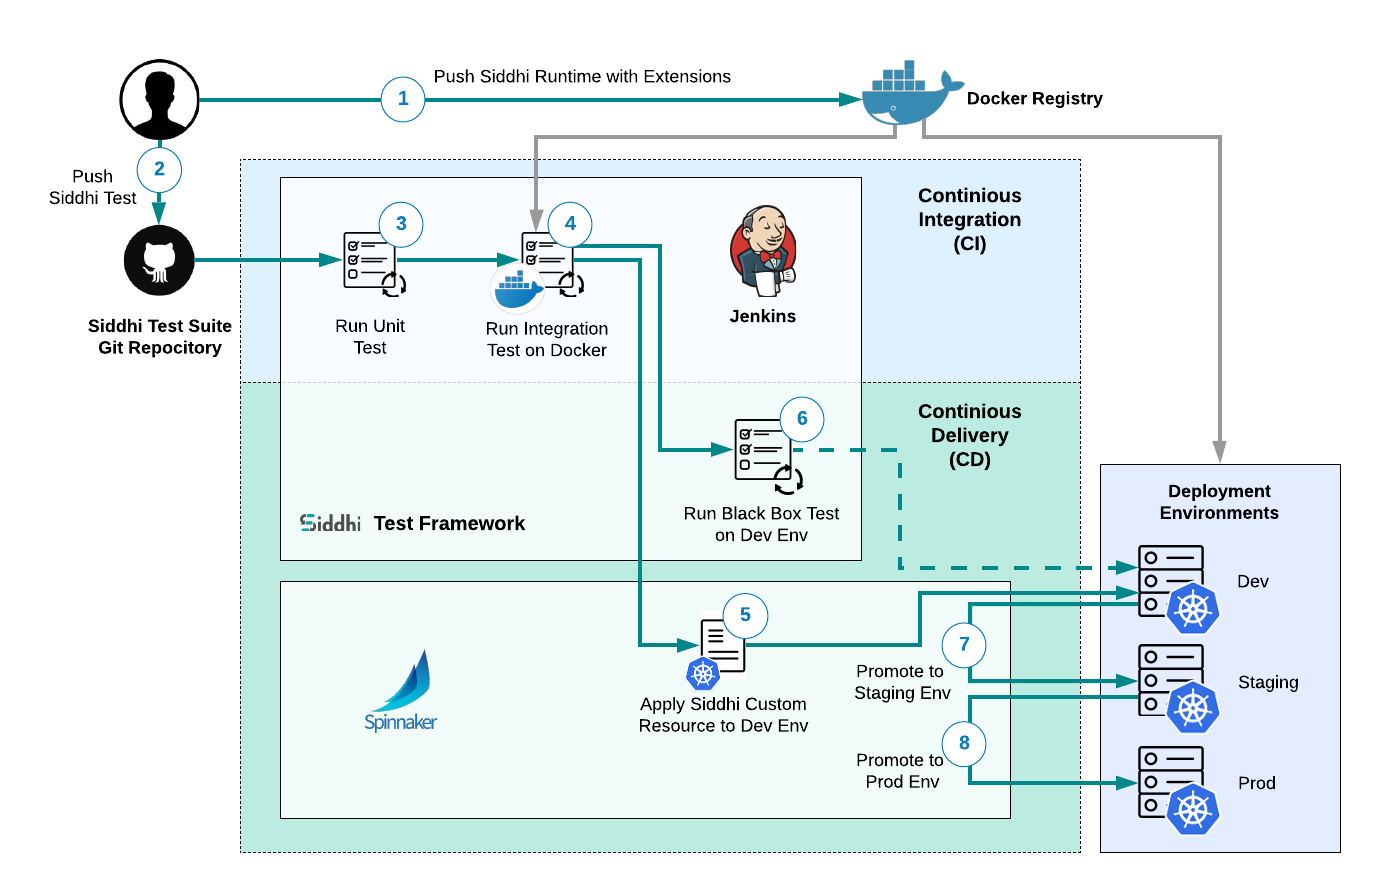 1
Push Siddhi Runtime with Extensions
Docker Registry
2
Push
Siddhi Test
Siddhi Test Suite
Git Repocitory
3
Run Unit
Test
4
Run Integration
Test on Docker
Jenkins
Continious
Integration
(CI)
Continious
Delivery
(CD)
6
Run Black Box Test
on Dev Env
Siddhi Test Framework
5
Apply Siddhi Custom
Resource to Dev Env
Spinnaker
7
Promote to
Staging Env
8
Promote to
Prod Env
Deployment
Environments
Dev
Staging
Prod